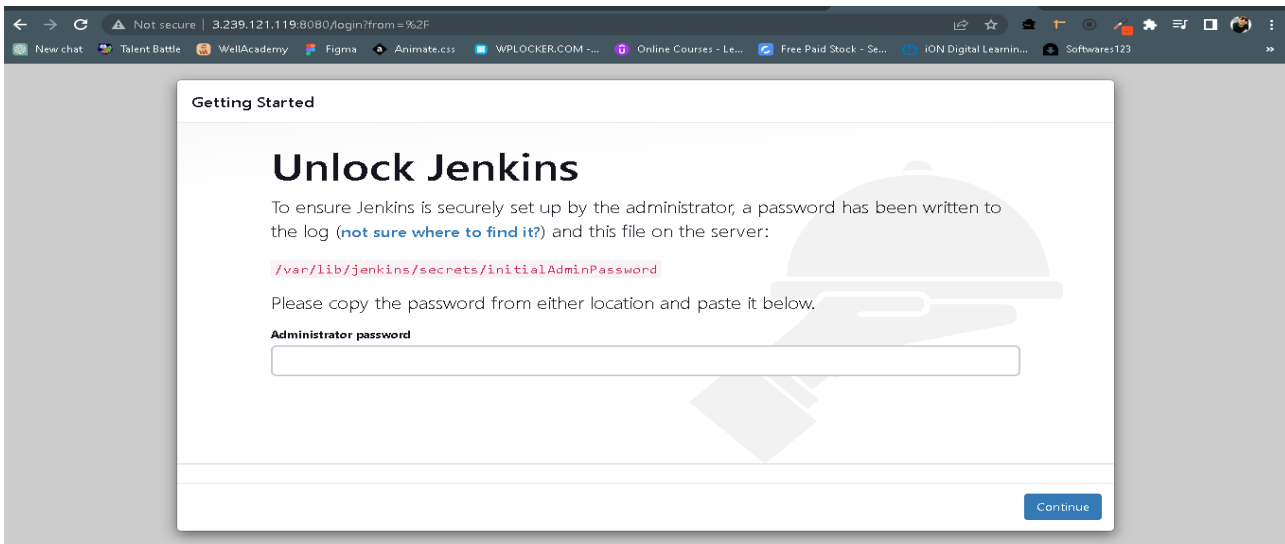 Not secure | 3.239.121.119:8080/login?from=%2F
New chat Talent Battle WellAcademy Figma Animate.css WPLOCKER.COM -... Online Courses - Le... Free Paid Stock - Se... iON Digital Learnin... Softwares123 »
Getting Started
Unlock Jenkins
To ensure Jenkins is securely set up by the administrator, a password has been written to
the log (not sure where to find it?) and this file on the server:
/var/lib/jenkins/secrets/initialAdminPassword
Please copy the password from either location and paste it below.
Administrator password
Continue